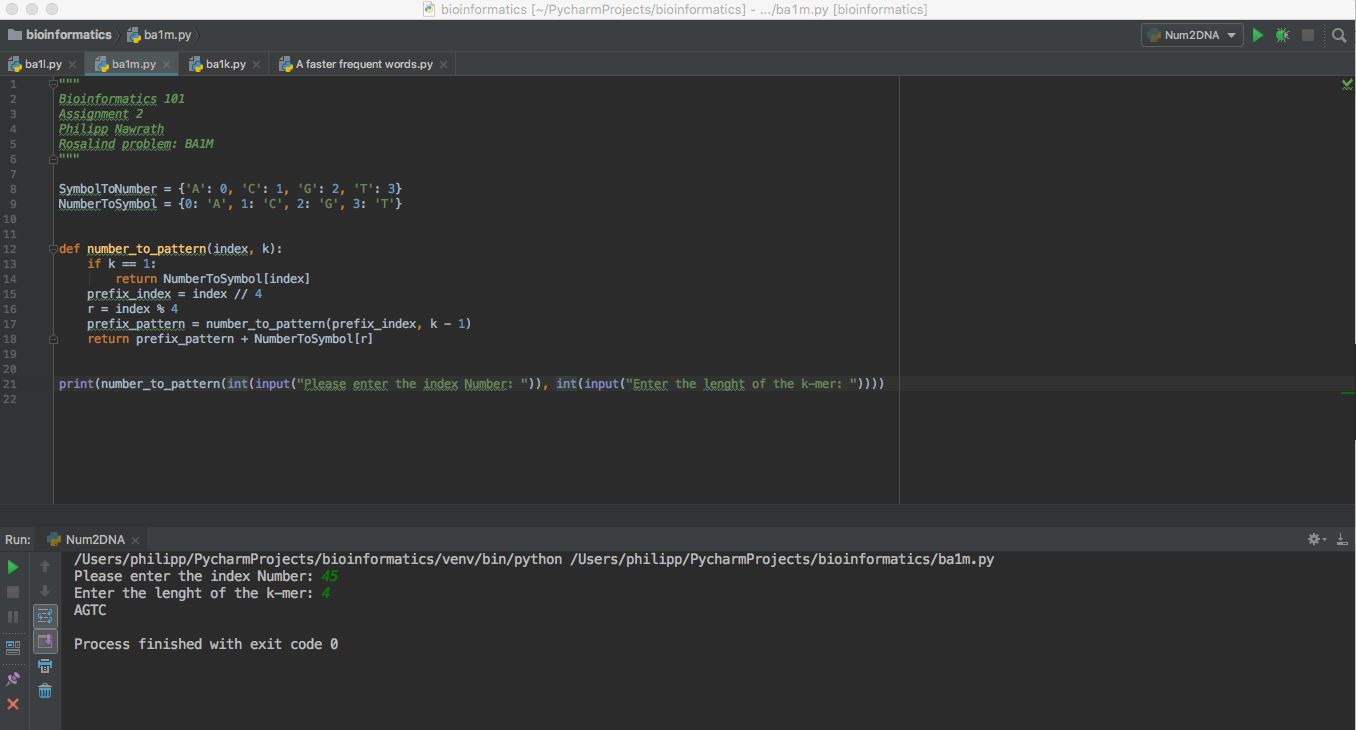 bioinformatics [~/PycharmProjects/bioinformatics] - .../ba1m.py [bioinformatics]
bioinformatics ba1m.py Num2DNA
ba1l.py ba1m.py ba1k.py A faster frequent words.py
1 """
2 Bioinformatics 101
3 Assignment 2
4 Philipp Nawrath
5 Rosalind problem: BA1M
6 """
7
8 SymbolToNumber = {'A': 0, 'C': 1, 'G': 2, 'T': 3}
9 NumberToSymbol = {0: 'A', 1: 'C', 2: 'G', 3: 'T'}
10
11
12 def number_to_pattern(index, k):
13 if k == 1:
14 return NumberToSymbol[index]
15 prefix_index = index // 4
16 r = index % 4
17 prefix_pattern = number_to_pattern(prefix_index, k - 1)
18 return prefix_pattern + NumberToSymbol[r]
19
20
21 print(number_to_pattern(int(input("Please enter the index Number: ")), int(input("Enter the lenght of the k-mer: "))))
22
Run: Num2DNA
/Users/philipp/PycharmProjects/bioinformatics/venv/bin/python /Users/philipp/PycharmProjects/bioinformatics/ba1m.py
Please enter the index Number: 45
Enter the lenght of the k-mer: 4
AGTC
Process finished with exit code 0